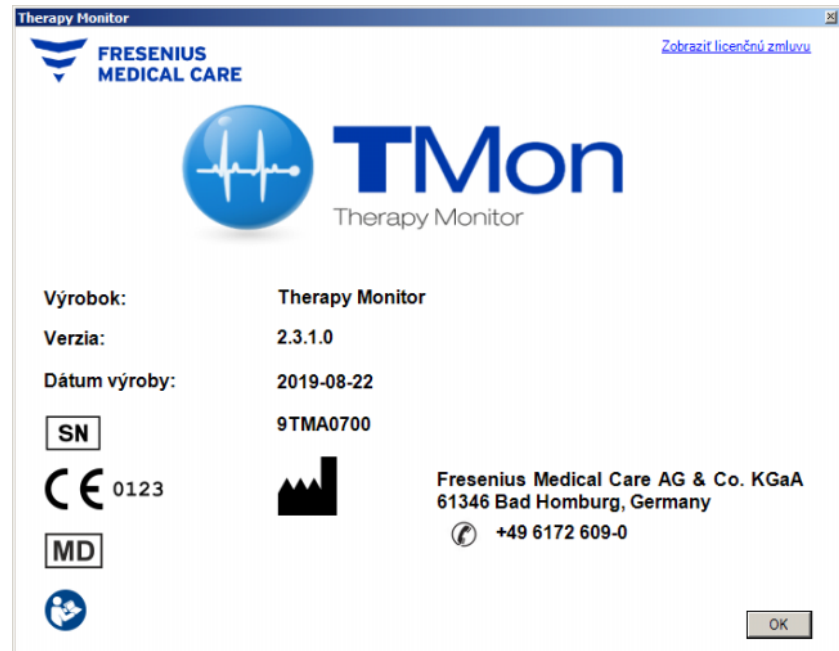 Therapy Monitor
FRESENIUS
MEDICAL CARE
Zobraziť licenčnú zmluvu
TMon
Therapy Monitor
Výrobok: Therapy Monitor
Verzia: 2.3.1.0
Dátum výroby: 2019-08-22
SN 9TMA0700
CE 0123
Fresenius Medical Care AG & Co. KGaA
61346 Bad Homburg, Germany
+49 6172 609-0
MD
OK